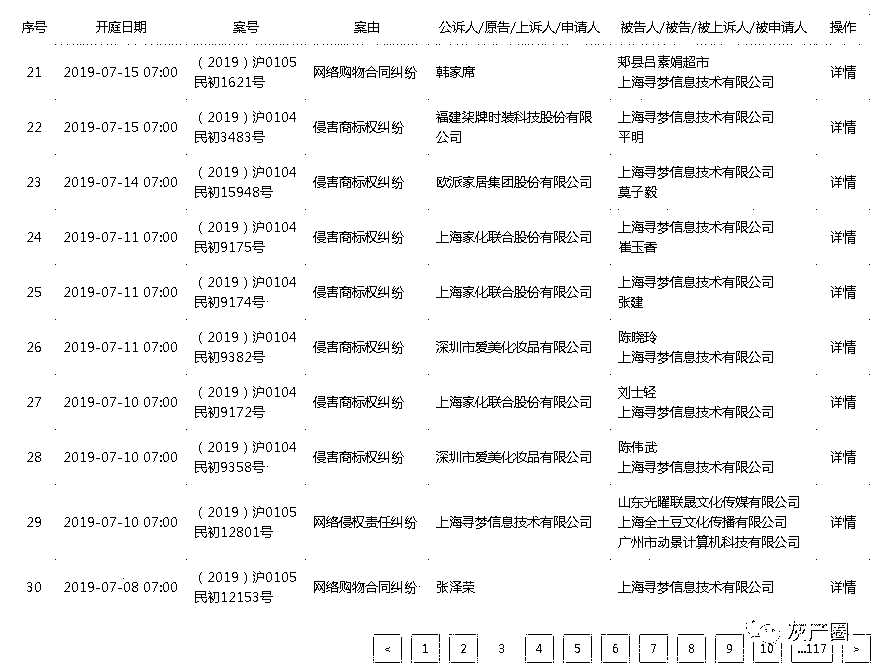 序号 开庭日期 案号 案由 公诉人/原告/上诉人/申请人 被告人/被告/被上诉人/被申请人 操作
21 2019-07-15 07:00 （2019）沪0105民初1621号 网络购物合同纠纷 韩家席 郏县吕素娟超市 上海寻梦信息技术有限公司 详情
22 2019-07-15 07:00 （2019）沪0104民初3483号 侵害商标权纠纷 福建柒牌时装科技股份有限公司 上海寻梦信息技术有限公司 平明 详情
23 2019-07-14 07:00 （2019）沪0104民初15948号 侵害商标权纠纷 欧派家居集团股份有限公司 上海寻梦信息技术有限公司 莫子毅 详情
24 2019-07-11 07:00 （2019）沪0104民初9175号 侵害商标权纠纷 上海家化联合股份有限公司 上海寻梦信息技术有限公司 崔玉香 详情
25 2019-07-11 07:00 （2019）沪0104民初9174号 侵害商标权纠纷 上海家化联合股份有限公司 上海寻梦信息技术有限公司 张建 详情
26 2019-07-11 07:00 （2019）沪0104民初9382号 侵害商标权纠纷 深圳市爱美化妆品有限公司 陈晓玲 上海寻梦信息技术有限公司 详情
27 2019-07-10 07:00 （2019）沪0104民初9172号 侵害商标权纠纷 上海家化联合股份有限公司 刘士轻 上海寻梦信息技术有限公司 详情
28 2019-07-10 07:00 （2019）沪0104民初9358号 侵害商标权纠纷 深圳市爱美化妆品有限公司 陈伟武 上海寻梦信息技术有限公司 详情
29 2019-07-10 07:00 （2019）沪0105民初12801号 网络侵权责任纠纷 上海寻梦信息技术有限公司 山东光曜联晟文化传媒有限公司 上海全土豆文化传播有限公司 广州市动景计算机科技有限公司 详情
30 2019-07-08 07:00 （2019）沪0105民初12153号 网络购物合同纠纷 张泽荣 上海寻梦信息技术有限公司 详情
灰产圈
< 1 2 3 4 5 6 7 8 9 10 ...117 >